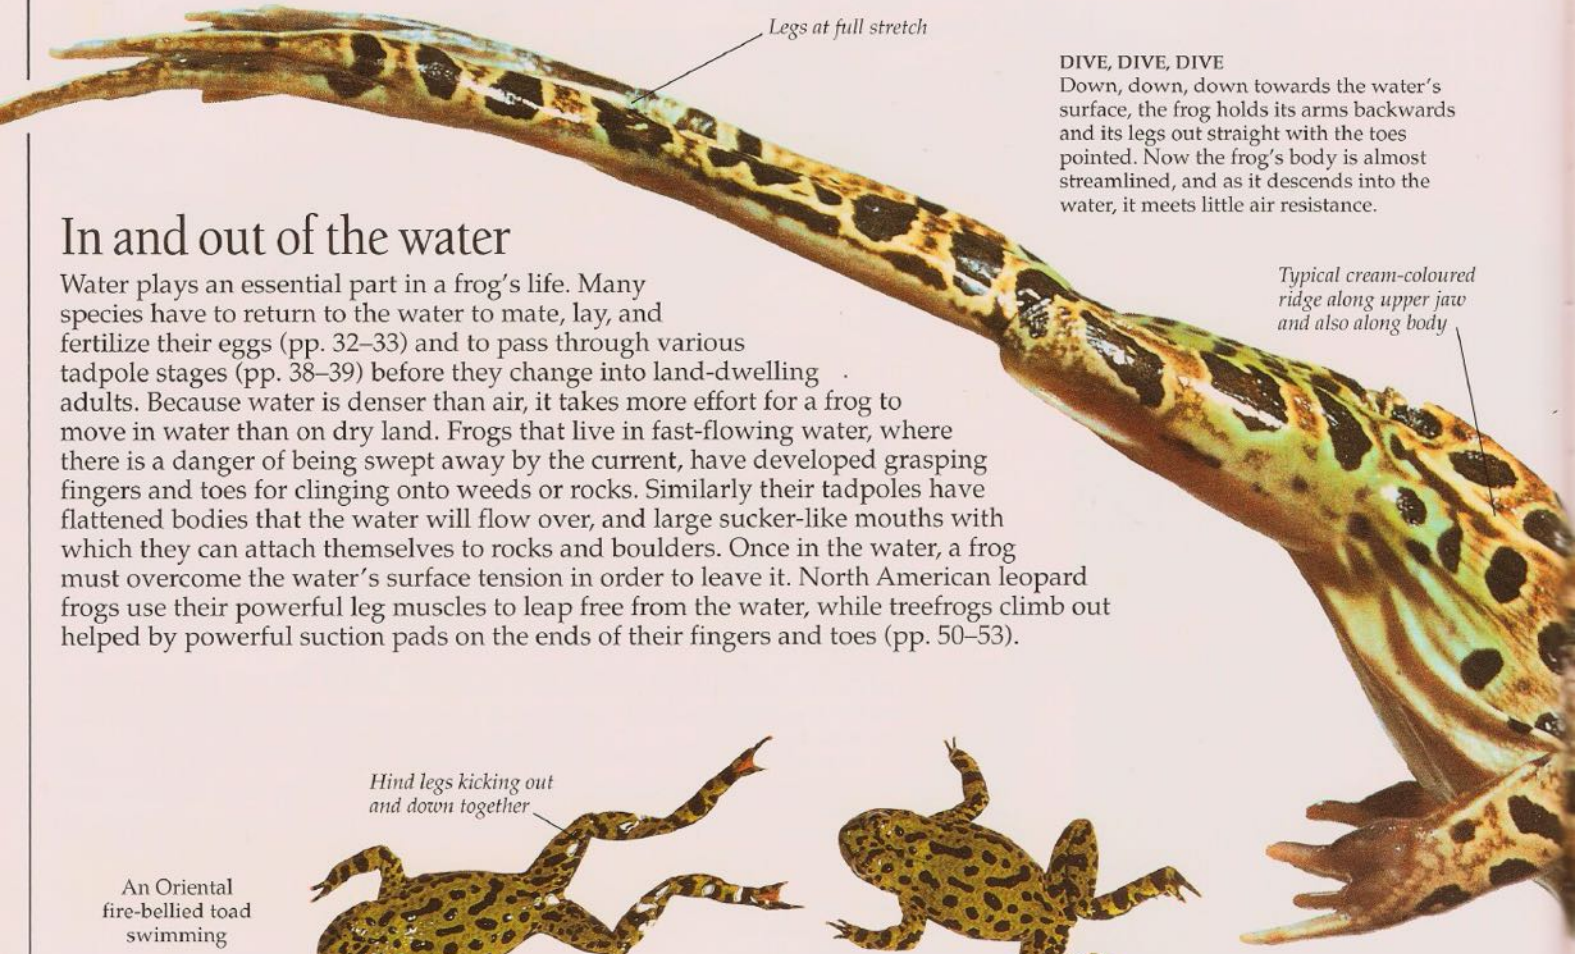 Legs at full stretch
DIVE, DIVE, DIVE
Down, down, down towards the water's
surface, the frog holds its arms backwards
and its legs out straight with the toes
pointed. Now the frog's body is almost
streamlined, and as it descends into the
water, it meets little air resistance.
In and out of the water
Water plays an essential part in a frog's life. Many
species have to return to the water to mate, lay, and
fertilize their eggs (pp. 32–33) and to pass through various
tadpole stages (pp. 38–39) before they change into land-dwelling
adults. Because water is denser than air, it takes more effort for a frog to
move in water than on dry land. Frogs that live in fast-flowing water, where
there is a danger of being swept away by the current, have developed grasping
fingers and toes for clinging onto weeds or rocks. Similarly their tadpoles have
flattened bodies that the water will flow over, and large sucker-like mouths with
which they can attach themselves to rocks and boulders. Once in the water, a frog
must overcome the water's surface tension in order to leave it. North American leopard
frogs use their powerful leg muscles to leap free from the water, while treefrogs climb out
helped by powerful suction pads on the ends of their fingers and toes (pp. 50–53).
Typical cream-coloured
ridge along upper jaw
and also along body
Hind legs kicking out
and down together
An Oriental
fire-bellied toad
swimming